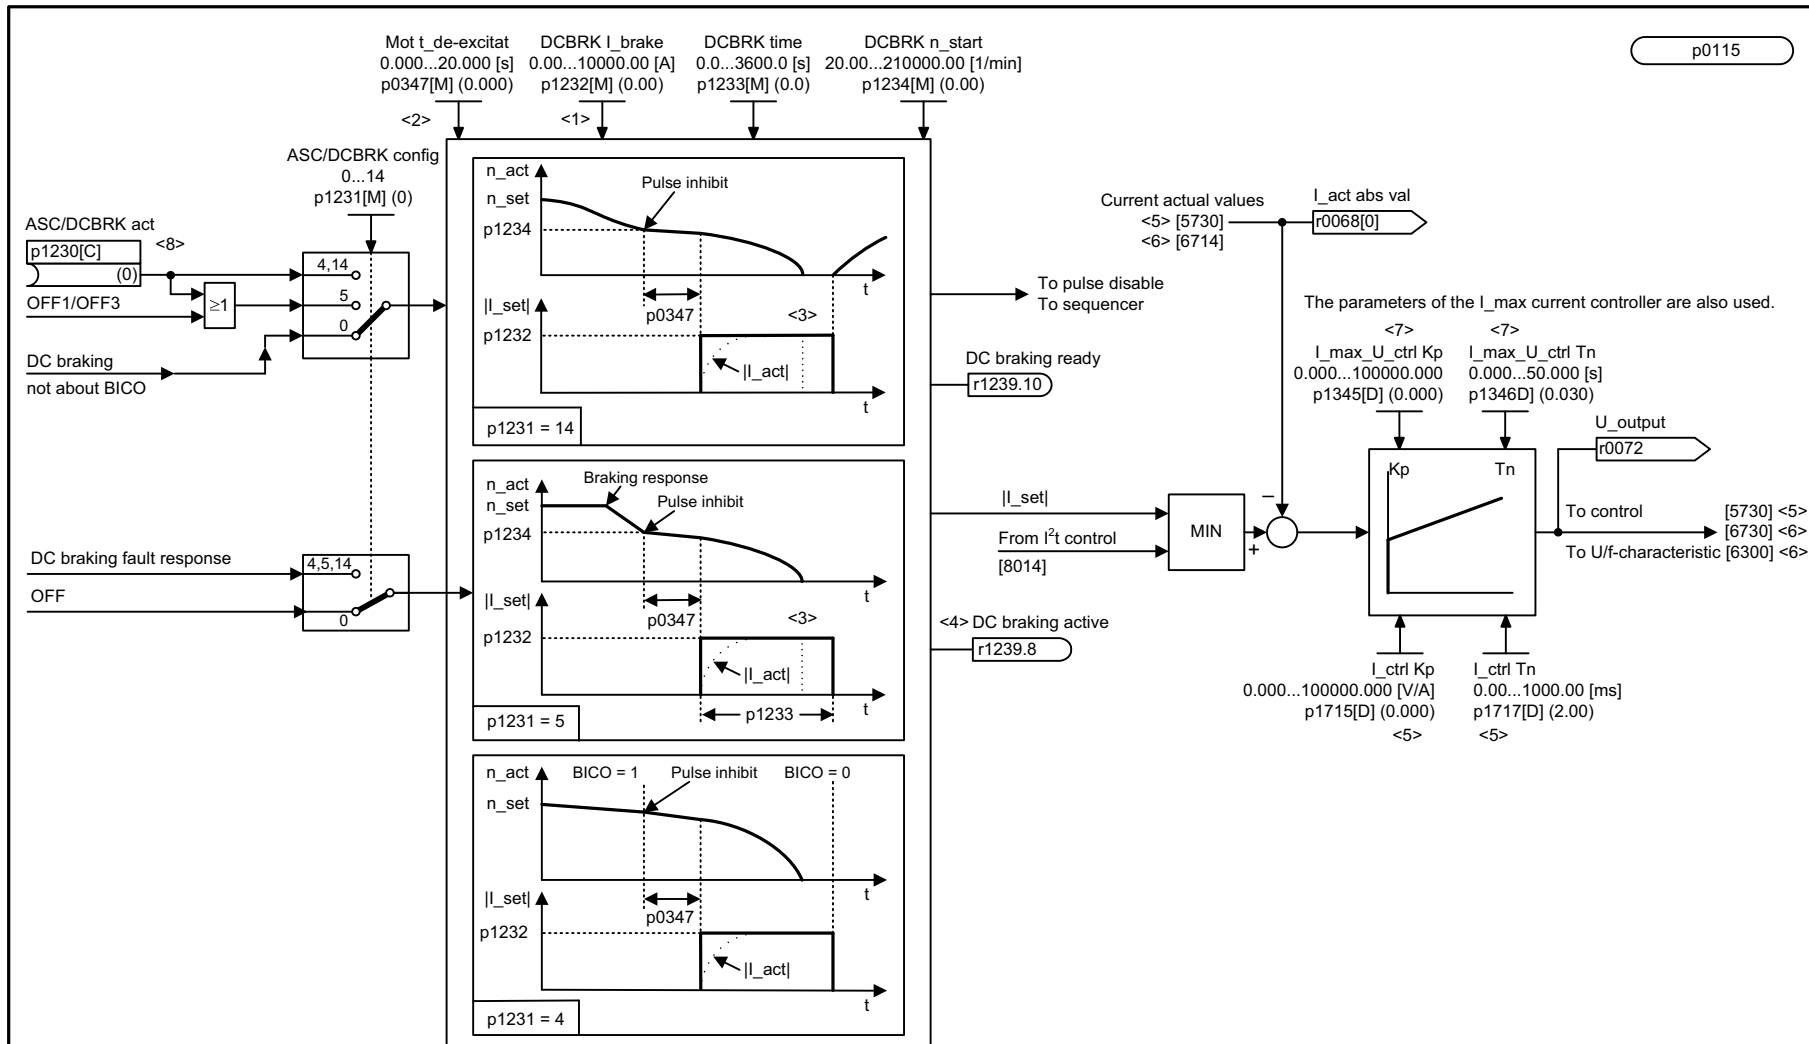 p0115
Mot t_de-excitat
0.000...20.000 [s]
p0347[M] (0.000)
<2>
DCBRK I_brake
0.00...10000.00 [A]
p1232[M] (0.00)
<1>
DCBRK time
0.0...3600.0 [s]
p1233[M] (0.0)
DCBRK n_start
20.00...210000.00 [1/min]
p1234[M] (0.00)
ASC/DCBRK config
0...14
p1231[M] (0)
ASC/DCBRK act
p1230[C]
(0)
<8>
OFF1/OFF3
≥1
DC braking
not about BICO
4,14
5
0
DC braking fault response
OFF
4,5,14
0
n_act
n_set
p1234
Pulse inhibit
t
|I_set|
p1232
p0347
<3>
|I_act|
t
p1231 = 14
n_act
n_set
p1234
Braking response
Pulse inhibit
t
|I_set|
p1232
p0347
<3>
|I_act|
t
p1233
p1231 = 5
n_act
n_set
BICO = 1
Pulse inhibit
BICO = 0
t
|I_set|
p1232
p0347
|I_act|
t
p1231 = 4
Current actual values
<5> [5730]
<6> [6714]
I_act abs val
r0068[0]
To pulse disable
To sequencer
DC braking ready
r1239.10
|I_set|
From I²t control
[8014]
MIN
+
–
<4> DC braking active
r1239.8
The parameters of the I_max current controller are also used.
<7>
I_max_U_ctrl Kp
0.000...100000.000
p1345[D] (0.000)
<7>
I_max_U_ctrl Tn
0.000...50.000 [s]
p1346D] (0.030)
Kp
Tn
U_output
r0072
To control
[5730] <5>
[6730] <6>
To U/f-characteristic [6300] <6>
I_ctrl Kp
0.000...100000.000 [V/A]
p1715[D] (0.000)
<5>
I_ctrl Tn
0.00...1000.00 [ms]
p1717[D] (2.00)
<5>